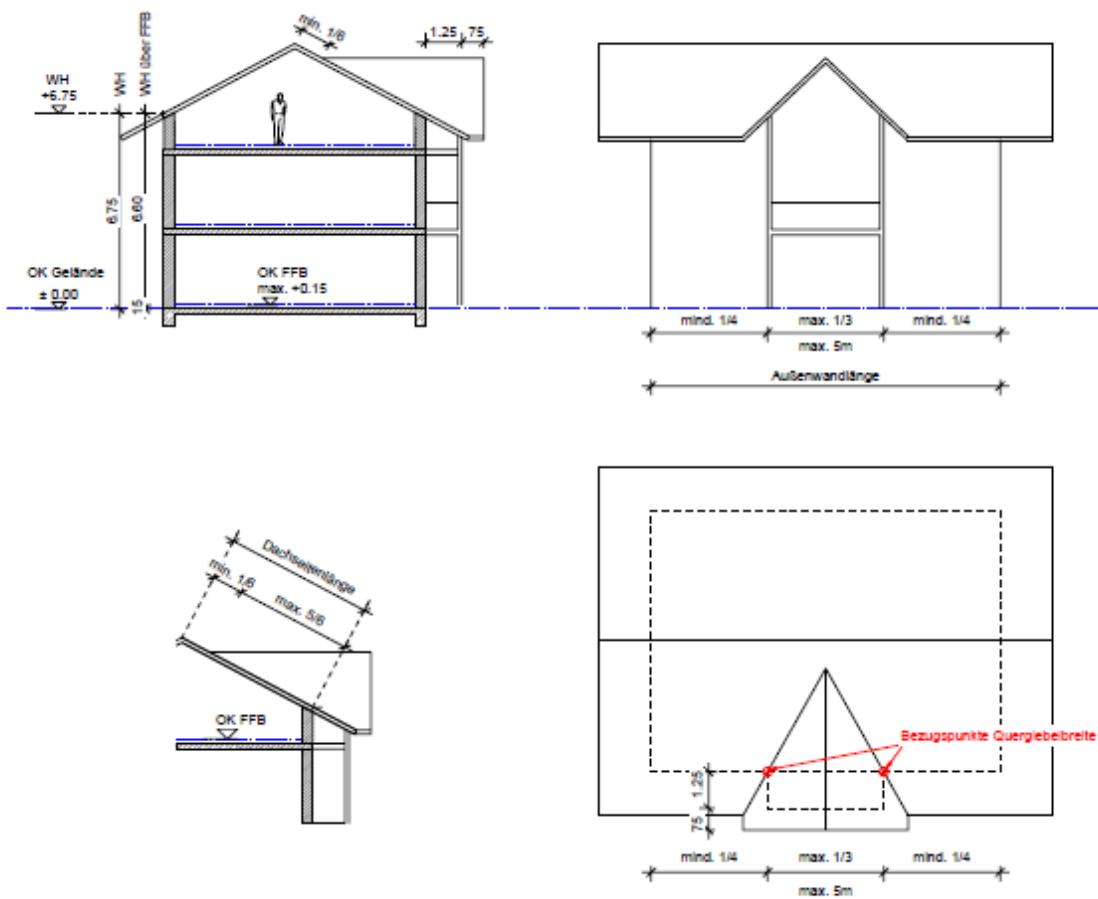 min. 1/6
1.25
75
WH
+6.75
WH
WH über FFB
6.75
6.60
OK Gelände
± 0.00
15
OK FFB
max. +0.15
mind. 1/4
max. 1/3
mind. 1/4
max. 5m
Außenwandlänge
Dachseitenlänge
min. 1/6
max. 5/6
OK FFB
Bezugspunkte Quergiebelbreite
1.25
75
mind. 1/4
max. 1/3
mind. 1/4
max. 5m